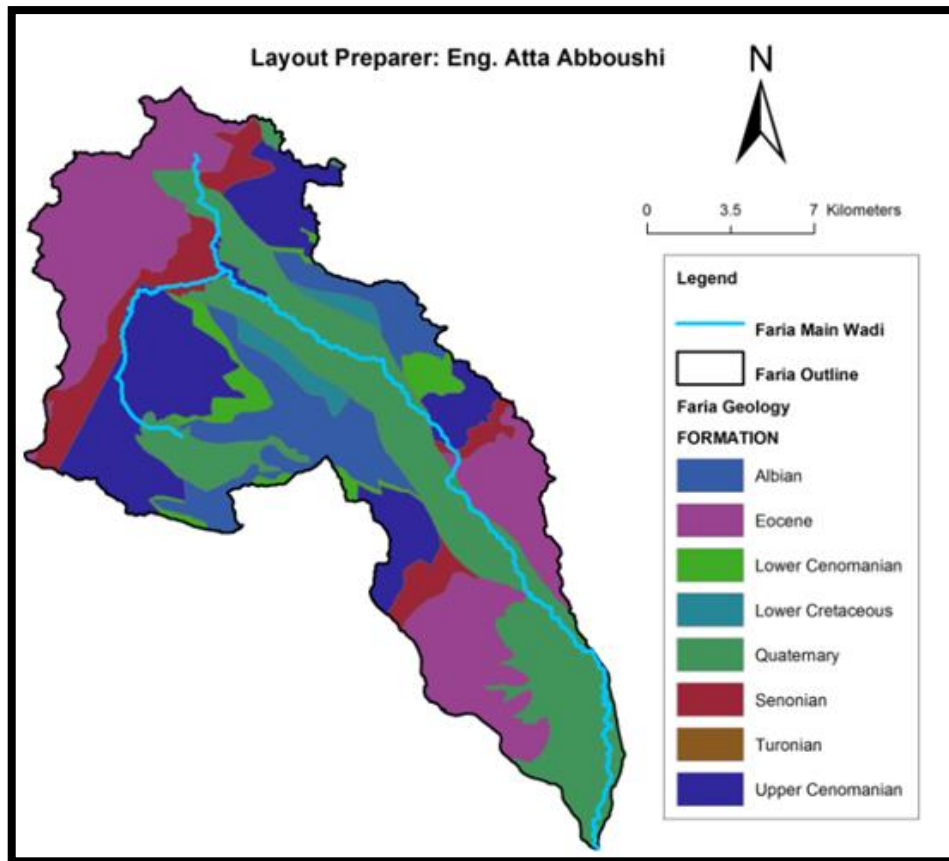 Layout Preparer: Eng. Atta Abboushi
N
0 3.5 7 Kilometers
Legend
Faria Main Wadi
Faria Outline
Faria Geology
FORMATION
Albian
Eocene
Lower Cenomanian
Lower Cretaceous
Quaternary
Senonian
Turonian
Upper Cenomanian